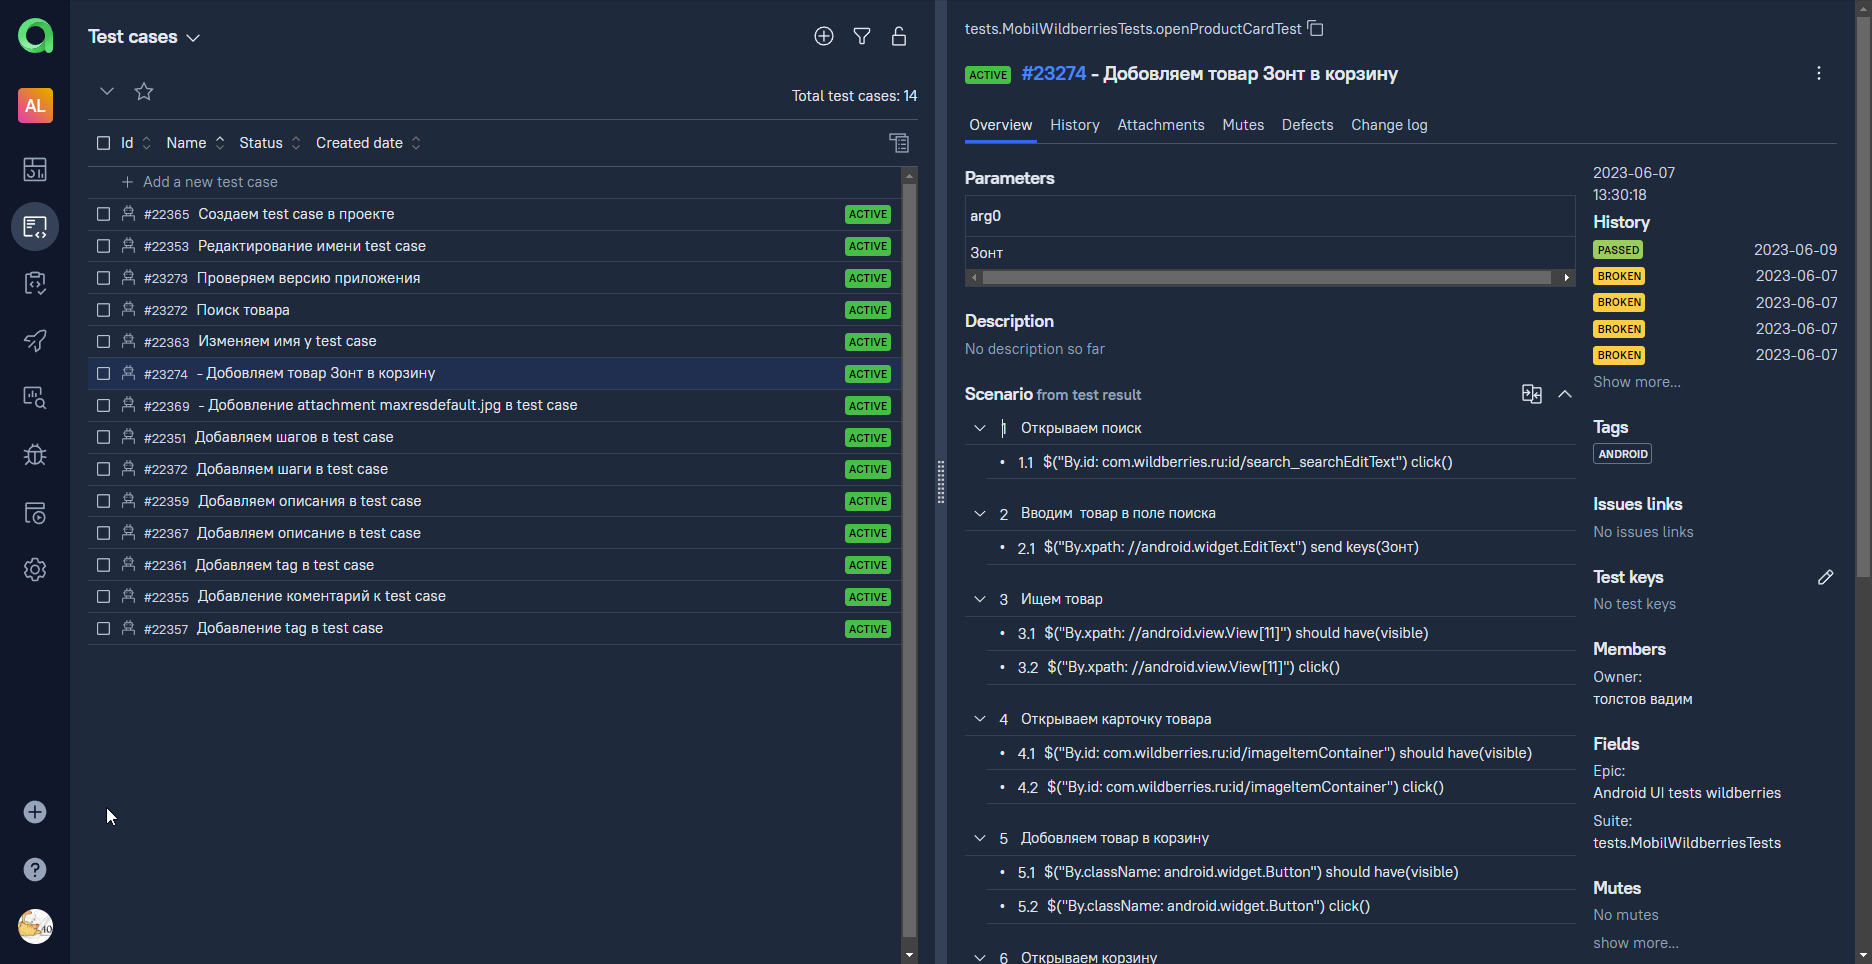 AL
Test cases
Total test cases: 14
Id Name Status Created date
Add a new test case
#22365 Создаем test case в проекте ACTIVE
#22353 Редактирование имени test case ACTIVE
#23273 Проверяем версию приложения ACTIVE
#23272 Поиск товара ACTIVE
#22363 Изменяем имя у test case ACTIVE
#23274 - Добовляем товар Зонт в корзину ACTIVE
#22369 - Добовление attachment maxresdefault.jpg в test case ACTIVE
#22351 Добавляем шагов в test case ACTIVE
#22372 Добавляем шаги в test case ACTIVE
#22359 Добавляем описания в test case ACTIVE
#22367 Добавляем описание в test case ACTIVE
#22361 Добавляем tag в test case ACTIVE
#22355 Добавление коментарий к test case ACTIVE
#22357 Добавление tag в test case ACTIVE
tests.MobilWildberriesTests.openProductCardTest
ACTIVE #23274 - Добовляем товар Зонт в корзину
Overview History Attachments Mutes Defects Change log
Parameters
arg0
Зонт
Description
No description so far
Scenario from test result
1 Открываем поиск
• 1.1 $("By.id: com.wildberries.ru:id/search_searchEditText") click()
2 Вводим товар в поле поиска
• 2.1 $("By.xpath: //android.widget.EditText") send keys(Зонт)
3 Ищем товар
• 3.1 $("By.xpath: //android.view.View[11]") should have(visible)
• 3.2 $("By.xpath: //android.view.View[11]") click()
4 Открываем карточку товара
• 4.1 $("By.id: com.wildberries.ru:id/imageItemContainer") should have(visible)
• 4.2 $("By.id: com.wildberries.ru:id/imageItemContainer") click()
5 Добовляем товар в корзину
• 5.1 $("By.className: android.widget.Button") should have(visible)
• 5.2 $("By.className: android.widget.Button") click()
6 Открываем корзину
2023-06-07
13:30:18
History
PASSED 2023-06-09
BROKEN 2023-06-07
BROKEN 2023-06-07
BROKEN 2023-06-07
BROKEN 2023-06-07
Show more...
Tags
ANDROID
Issues links
No issues links
Test keys
No test keys
Members
Owner:
толстов вадим
Fields
Epic:
Android UI tests wildberries
Suite:
tests.MobilWildberriesTests
Mutes
No mutes
show more...